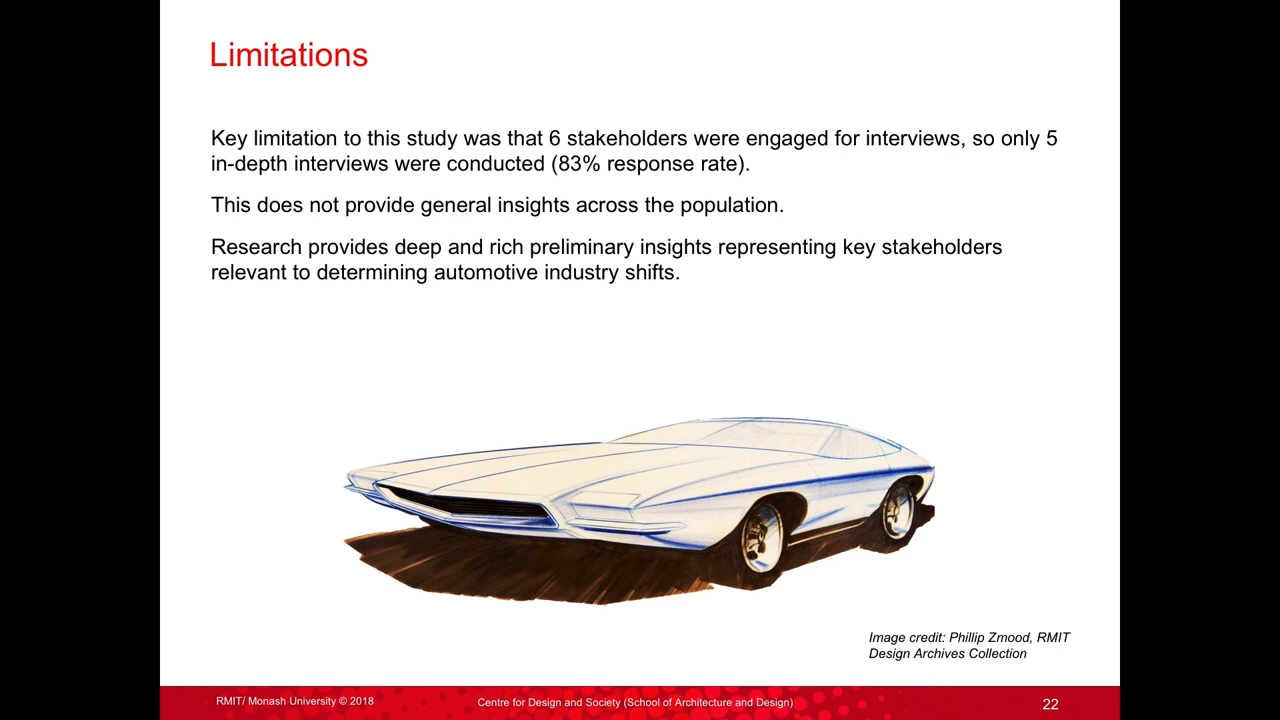 Limitations
Key limitation to this study was that 6 stakeholders were engaged for interviews, so only 5
in-depth interviews were conducted (83% response rate).
This does not provide general insights across the population.
Research provides deep and rich preliminary insights representing key stakeholders
relevant to determining automotive industry shifts.
Image credit: Phillip Zmood, RMIT
Design Archives Collection
RMIT/ Monash University © 2018
Centre for Design and Society (School of Architecture and Design)
22